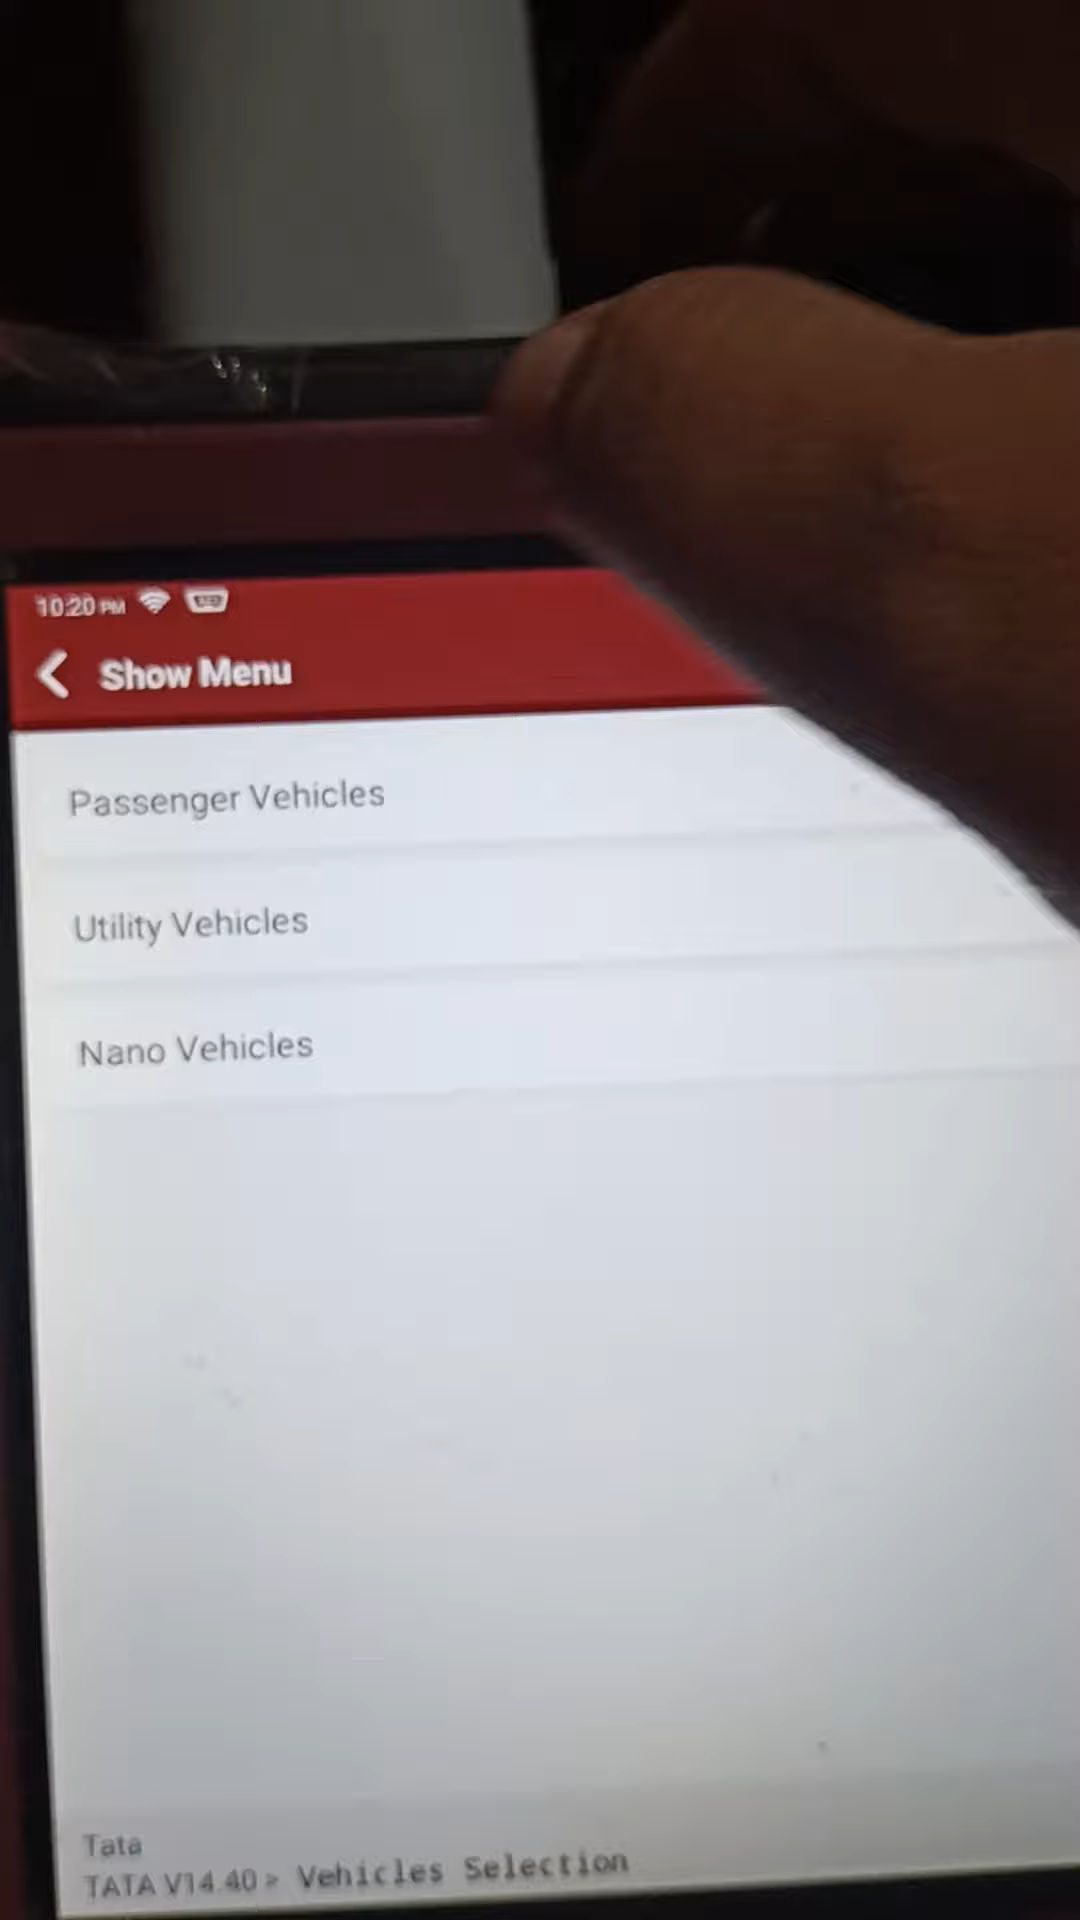 10:20 PM
Show Menu
Passenger Vehicles
Utility Vehicles
Nano Vehicles
Tata
TATA V14.40 > Vehicles Selection